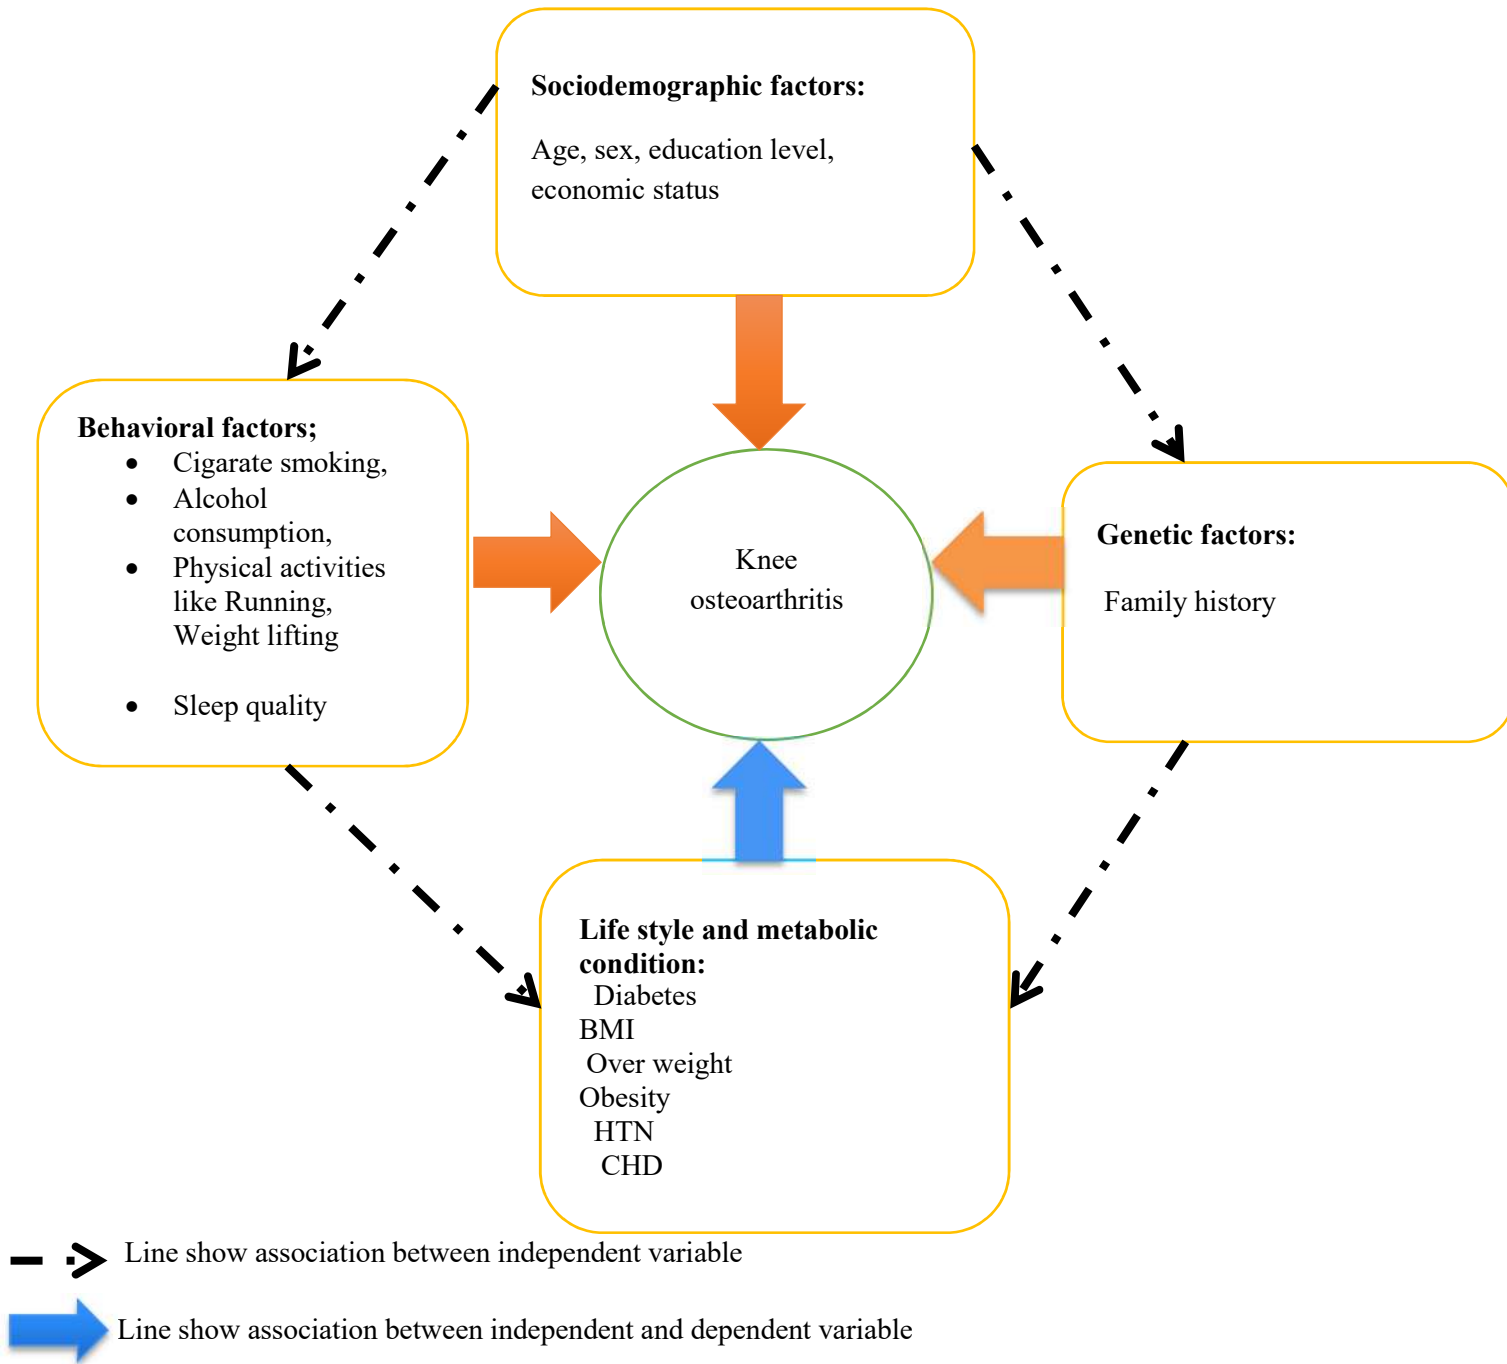 Sociodemographic factors:
Age, sex, education level,
economic status
Behavioral factors;
• Cigarate smoking,
• Alcohol
consumption,
• Physical activities
like Running,
Weight lifting
• Sleep quality
Knee
osteoarthritis
Genetic factors:
Family history
Life style and metabolic
condition:
Diabetes
BMI
Over weight
Obesity
HTN
CHD
Line show association between independent variable
Line show association between independent and dependent variable